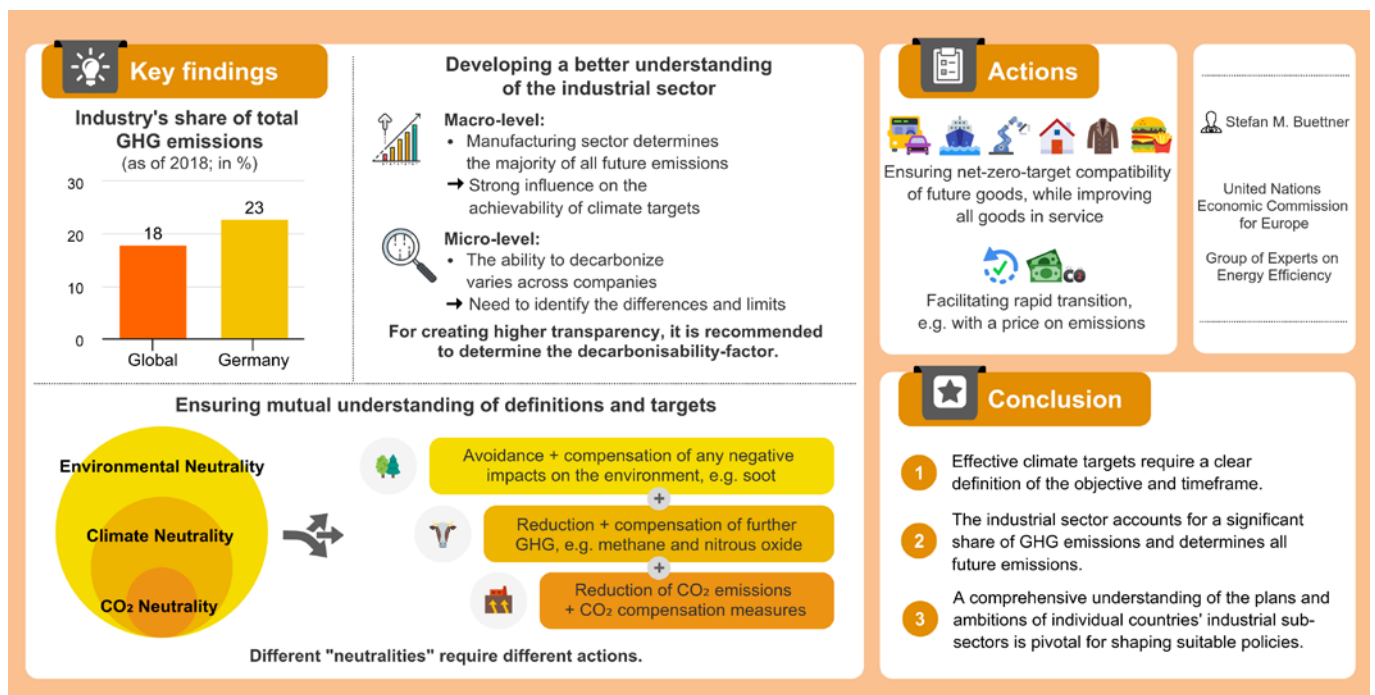 Key findings
Industry's share of total
GHG emissions
(as of 2018; in %)
30
20
10
0
18
23
Global
Germany
Developing a better understanding
of the industrial sector
Macro-level:
• Manufacturing sector determines
the majority of all future emissions
➔ Strong influence on the
achievability of climate targets
Micro-level:
• The ability to decarbonize
varies across companies
➔ Need to identify the differences and limits
For creating higher transparency, it is recommended
to determine the decarbonisability-factor.
Ensuring mutual understanding of definitions and targets
Environmental Neutrality
Climate Neutrality
CO₂ Neutrality
Avoidance + compensation of any negative
impacts on the environment, e.g. soot
+
Reduction + compensation of further
GHG, e.g. methane and nitrous oxide
+
Reduction of CO₂ emissions
+ CO₂ compensation measures
Different "neutralities" require different actions.
Actions
Ensuring net-zero-target compatibility
of future goods, while improving
all goods in service
CO2
Facilitating rapid transition,
e.g. with a price on emissions
Stefan M. Buettner
United Nations
Economic Commission
for Europe
Group of Experts on
Energy Efficiency
Conclusion
1 Effective climate targets require a clear
definition of the objective and timeframe.
2 The industrial sector accounts for a significant
share of GHG emissions and determines all
future emissions.
3 A comprehensive understanding of the plans and
ambitions of individual countries' industrial sub-
sectors is pivotal for shaping suitable policies.